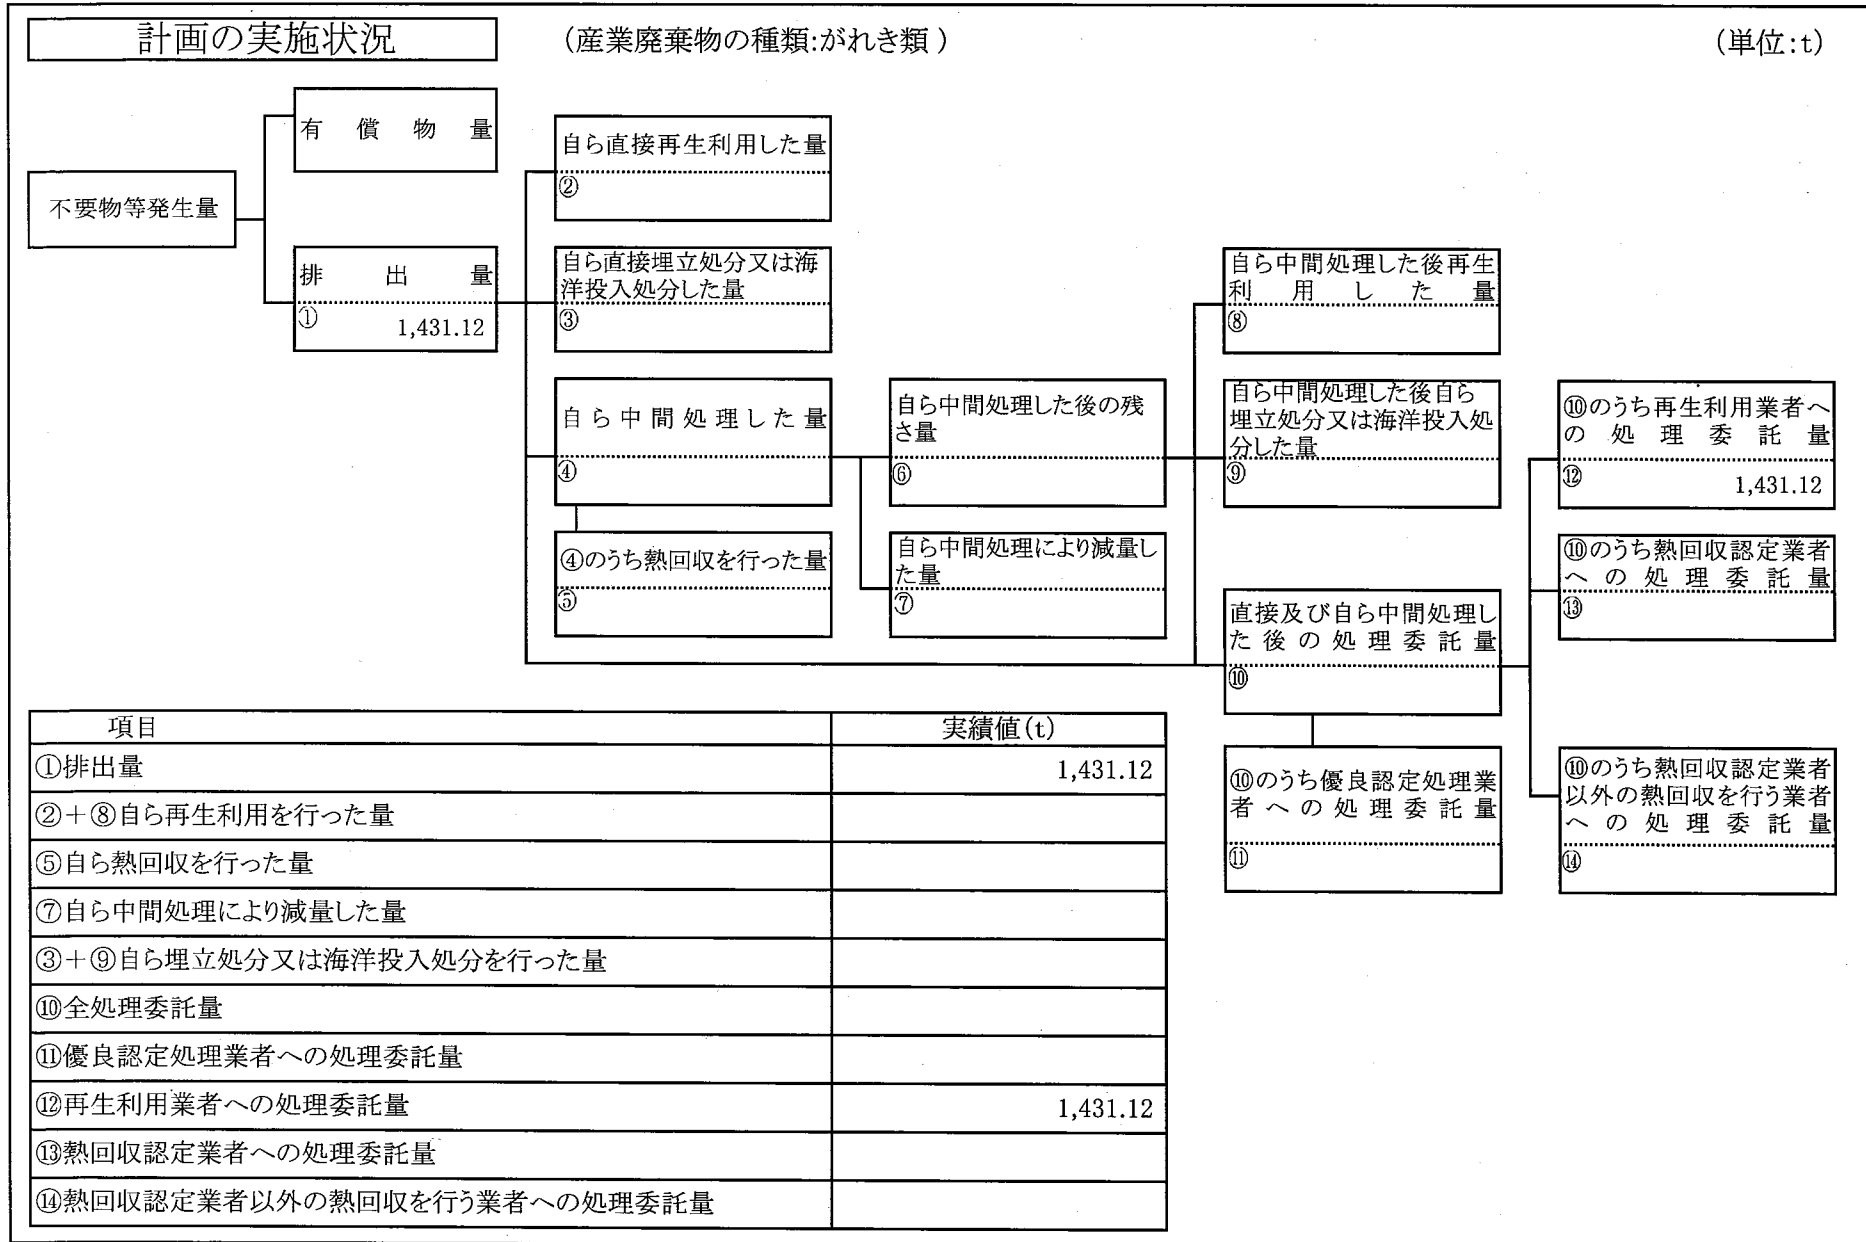 計画の実施状況
(産業廃棄物の種類:がれき類)
(単位:t)
不要物等発生量
有償物量
排出量
①
1,431.12
自ら直接再生利用した量
②
自ら直接埋立処分又は海
洋投入処分した量
③
自ら中間処理した量
④
④のうち熱回収を行った量
⑤
自ら中間処理した後の残
さ量
⑥
自ら中間処理により減量し
た量
⑦
自ら中間処理した後再生
利用した量
⑧
自ら中間処理した後自ら
埋立処分又は海洋投入処
分した量
⑨
直接及び自ら中間処理し
た後の処理委託量
⑩
⑩のうち優良認定処理業
者への処理委託量
⑪
⑩のうち再生利用業者へ
の処理委託量
⑫
1,431.12
⑩のうち熱回収認定業者
への処理委託量
⑬
⑩のうち熱回収認定業者
以外の熱回収を行う業者
への処理委託量
⑭
項目 実績値(t)
①排出量 1,431.12
②+⑧自ら再生利用を行った量
⑤自ら熱回収を行った量
⑦自ら中間処理により減量した量
③+⑨自ら埋立処分又は海洋投入処分を行った量
⑩全処理委託量
⑪優良認定処理業者への処理委託量
⑫再生利用業者への処理委託量 1,431.12
⑬熱回収認定業者への処理委託量
⑭熱回収認定業者以外の熱回収を行う業者への処理委託量